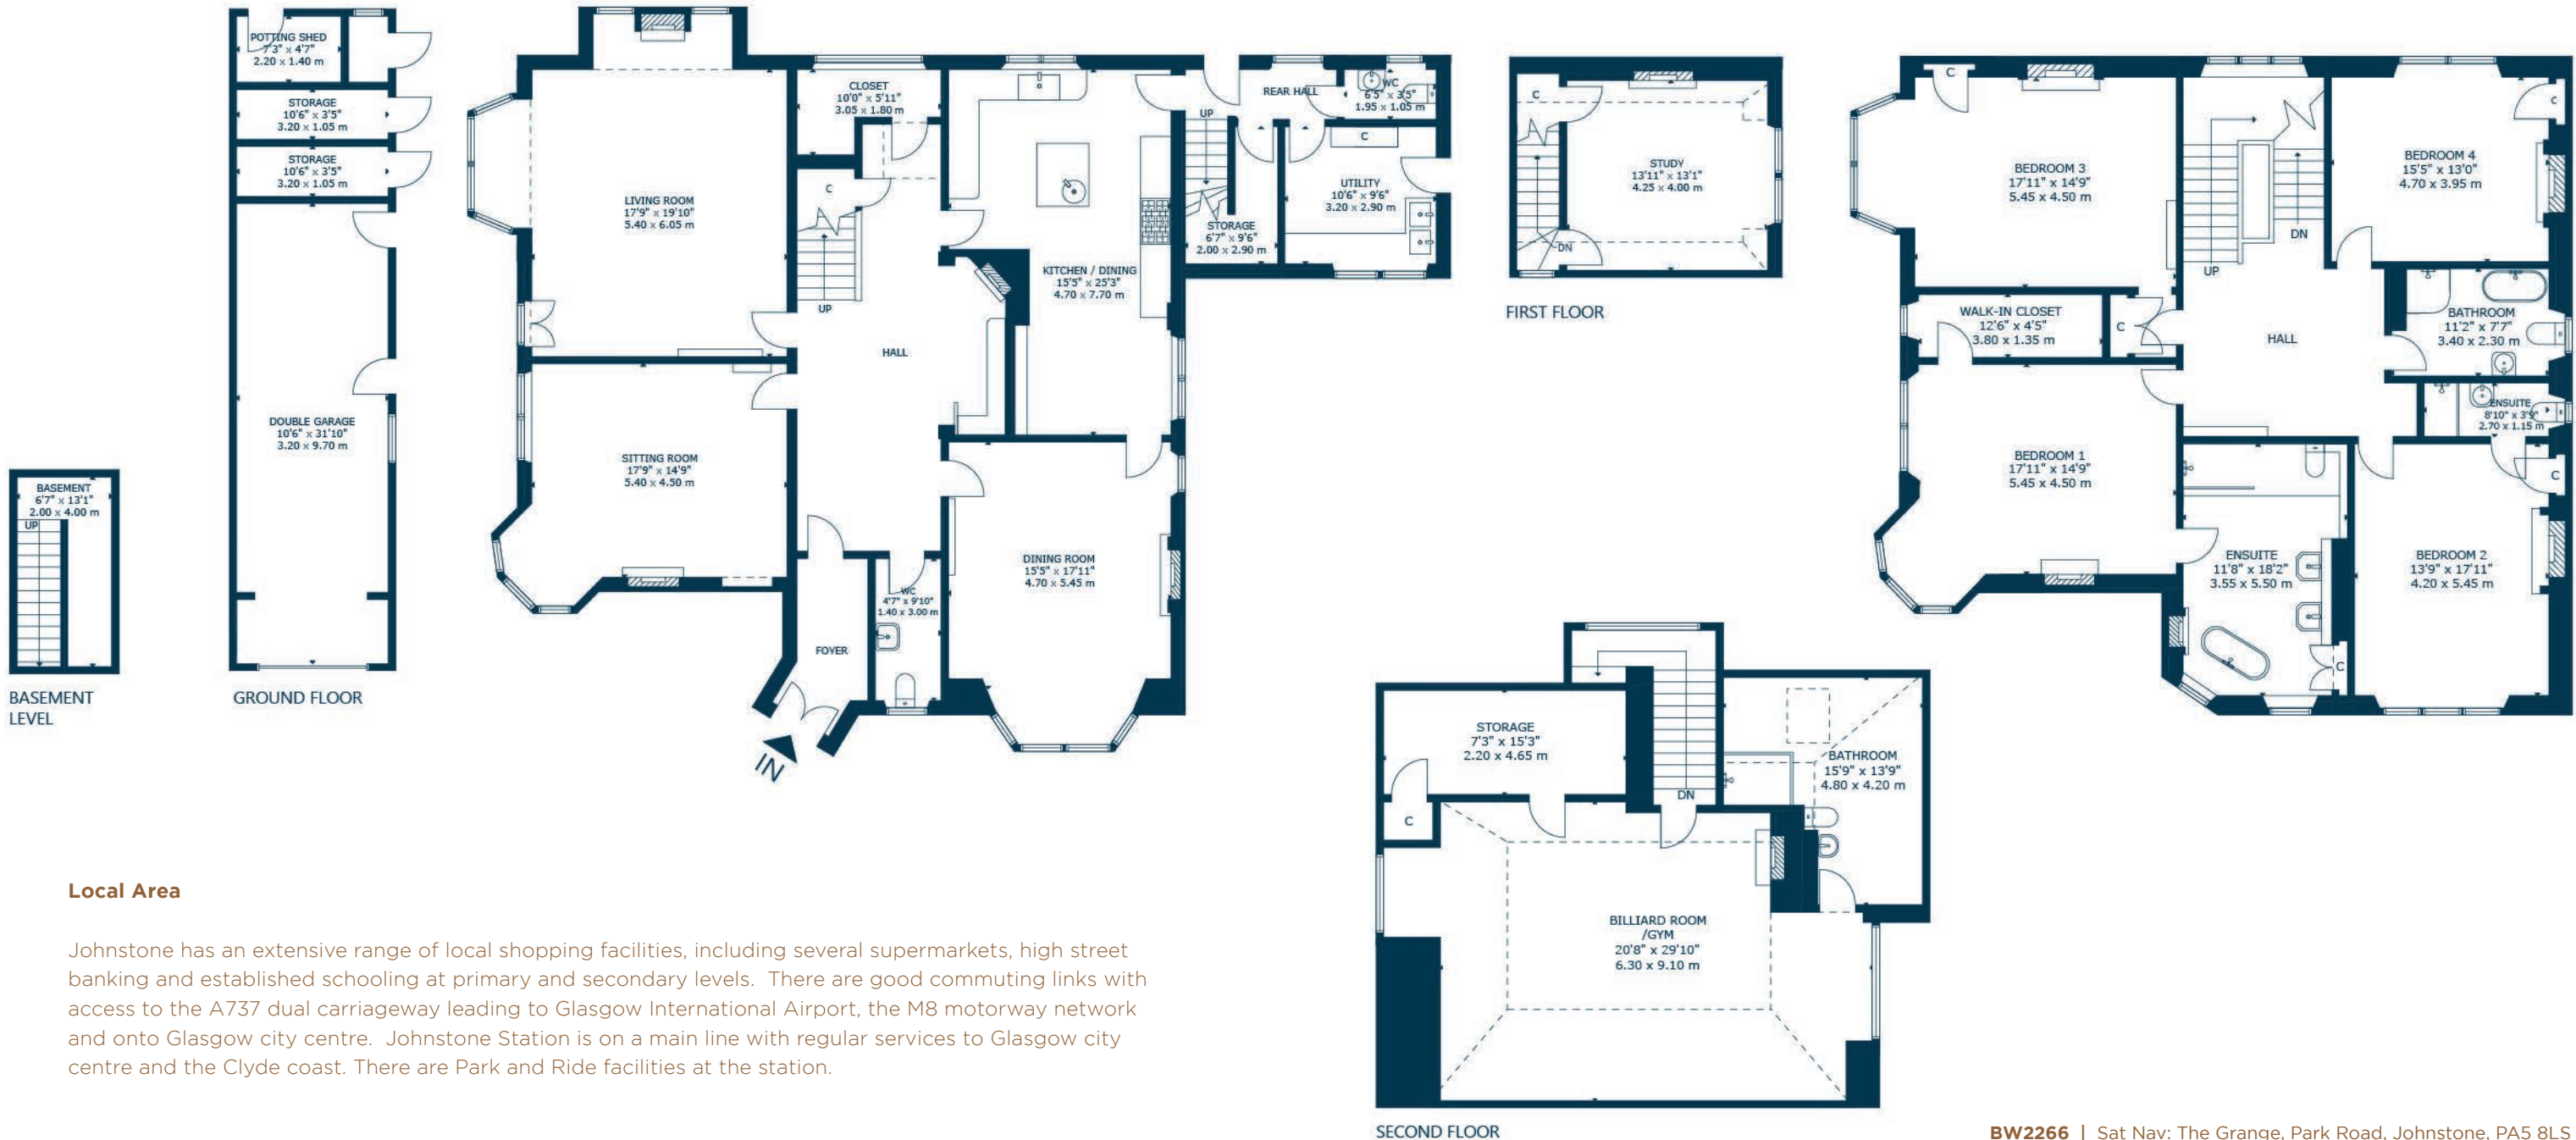 POTTING SHED
7'3" x 4'7"
2.20 x 1.40 m
STORAGE
10'6" x 3'5"
3.20 x 1.05 m
STORAGE
10'6" x 3'5"
3.20 x 1.05 m
DOUBLE GARAGE
10'6" x 31'10"
3.20 x 9.70 m
BASEMENT
6'7" x 13'1"
2.00 x 4.00 m
UP
BASEMENT
LEVEL
GROUND FLOOR
LIVING ROOM
17'9" x 19'10"
5.40 x 6.05 m
SITTING ROOM
17'9" x 14'9"
5.40 x 4.50 m
CLOSET
10'0" x 5'11"
3.05 x 1.80 m
C
UP
HALL
FOYER
IN
WC
4'7" x 9'10"
1.40 x 3.00 m
KITCHEN / DINING
15'5" x 25'3"
4.70 x 7.70 m
DINING ROOM
15'5" x 17'11"
4.70 x 5.45 m
UP
REAR HALL
WC
6'5" x 3'5"
1.95 x 1.05 m
C
UTILITY
10'6" x 9'6"
3.20 x 2.90 m
STORAGE
6'7" x 9'6"
2.00 x 2.90 m
C
STUDY
13'11" x 13'1"
4.25 x 4.00 m
DN
FIRST FLOOR
C
BEDROOM 3
17'11" x 14'9"
5.45 x 4.50 m
WALK-IN CLOSET
12'6" x 4'5"
3.80 x 1.35 m
C
BEDROOM 1
17'11" x 14'9"
5.45 x 4.50 m
UP
DN
HALL
BEDROOM 4
15'5" x 13'0"
4.70 x 3.95 m
C
BATHROOM
11'2" x 7'7"
3.40 x 2.30 m
ENSUITE
8'10" x 3'9"
2.70 x 1.15 m
C
ENSUITE
11'8" x 18'2"
3.55 x 5.50 m
C
BEDROOM 2
13'9" x 17'11"
4.20 x 5.45 m
STORAGE
7'3" x 15'3"
2.20 x 4.65 m
C
DN
BATHROOM
15'9" x 13'9"
4.80 x 4.20 m
BILLIARD ROOM
/GYM
20'8" x 29'10"
6.30 x 9.10 m
SECOND FLOOR
Local Area
Johnstone has an extensive range of local shopping facilities, including several supermarkets, high street
banking and established schooling at primary and secondary levels. There are good commuting links with
access to the A737 dual carriageway leading to Glasgow International Airport, the M8 motorway network
and onto Glasgow city centre. Johnstone Station is on a main line with regular services to Glasgow city
centre and the Clyde coast. There are Park and Ride facilities at the station.
BW2266 | Sat Nav: The Grange, Park Road, Johnstone, PA5 8LS